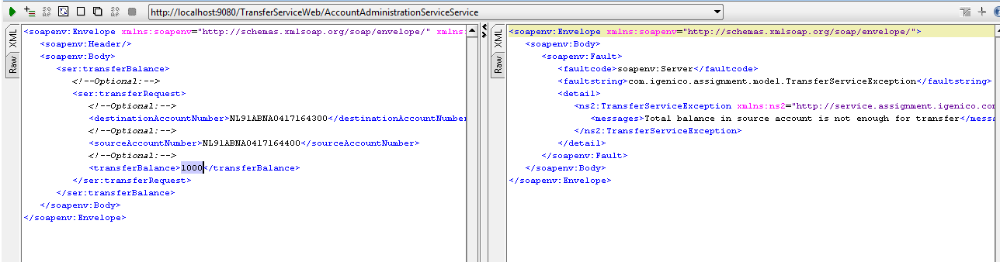 http://localhost:9080/TransferServiceWeb/AccountAdministrationServiceService
XML
Raw
<soapenv:Envelope xmlns:soapenv="http://schemas.xmlsoap.org/soap/envelope/" xmlns:
<soapenv:Header/>
<soapenv:Body>
<ser:transferBalance>
<!--Optional:-->
<ser:transferRequest>
<!--Optional:-->
<destinationAccountNumber>NL91ABNA0417164300</destinationAccountNumber
<!--Optional:-->
<sourceAccountNumber>NL91ABNA0417164400</sourceAccountNumber>
<!--Optional:-->
<transferBalance>1000</transferBalance>
</ser:transferRequest>
</ser:transferBalance>
</soapenv:Body>
</soapenv:Envelope>
XML
Raw
<soapenv:Envelope xmlns:soapenv="http://schemas.xmlsoap.org/soap/envelope/">
<soapenv:Body>
<soapenv:Fault>
<faultcode>soapenv:Server</faultcode>
<faultstring>com.igenico.assignment.model.TransferServiceException</faultstring>
<detail>
<ns2:TransferServiceException xmlns:ns2="http://service.assignment.igenico.com
<messages>Total balance in source account is not enough for transfer</messa
</ns2:TransferServiceException>
</detail>
</soapenv:Fault>
</soapenv:Body>
</soapenv:Envelope>